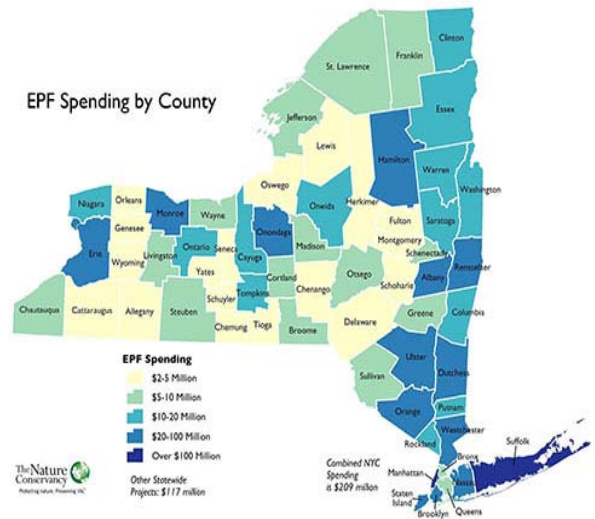 EPF Spending by County
Clinton
Franklin
St. Lawrence
Essex
Jefferson
Lewis
Hamilton
Warren
Washington
Oswego
Oneida
Herkimer
Niagara
Orleans
Monroe
Wayne
Fulton
Saratoga
Genesee
Onondaga
Montgomery
Erie
Ontario
Seneca
Cayuga
Madison
Schenectady
Wyoming
Livingston
Yates
Otsego
Albany
Rensselaer
Cortland
Schoharie
Chenango
Schuyler
Tompkins
Chautauqua
Cattaraugus
Allegany
Steuben
Chemung
Tioga
Broome
Delaware
Greene
Columbia
EPF Spending
$2-5 Million
$5-10 Million
$10-20 Million
$20-100 Million
Over $100 Million
Ulster
Dutchess
Sullivan
Orange
Putnam
Westchester
Rockland
Bronx
Suffolk
Combined NYC
Spending
is $209 million
Manhattan
Nassau
Staten
Island
Brooklyn
Queens
The Nature
Conservancy
Protecting nature. Preserving life.
Other Statewide
Projects: $117 million